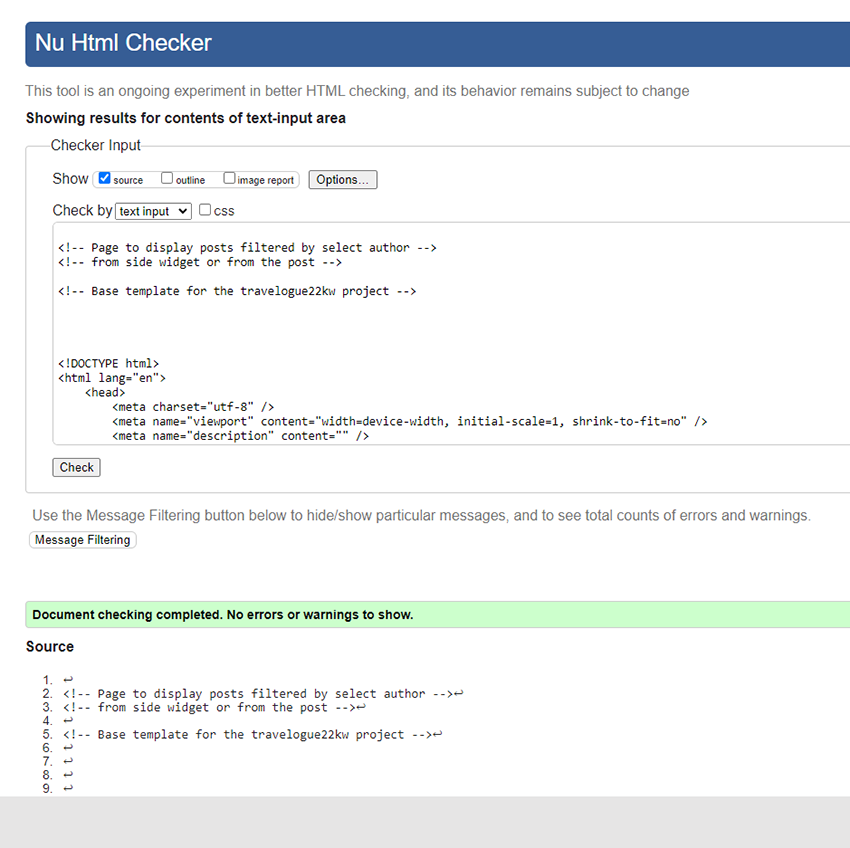 Nu Html Checker
This tool is an ongoing experiment in better HTML checking, and its behavior remains subject to change
Showing results for contents of text-input area
Checker Input
Show source outline image report Options...
Check by text input css
<!-- Page to display posts filtered by select author -->
<!-- from side widget or from the post -->
<!-- Base template for the travelogue22kw project -->
<!DOCTYPE html>
<html lang="en">
<head>
<meta charset="utf-8" />
<meta name="viewport" content="width=device-width, initial-scale=1, shrink-to-fit=no" />
<meta name="description" content="" />
Check
Use the Message Filtering button below to hide/show particular messages, and to see total counts of errors and warnings.
Message Filtering
Document checking completed. No errors or warnings to show.
Source
1. ↩
2. <!-- Page to display posts filtered by select author -->↩
3. <!-- from side widget or from the post -->↩
4. ↩
5. <!-- Base template for the travelogue22kw project -->↩
6. ↩
7. ↩
8. ↩
9. ↩